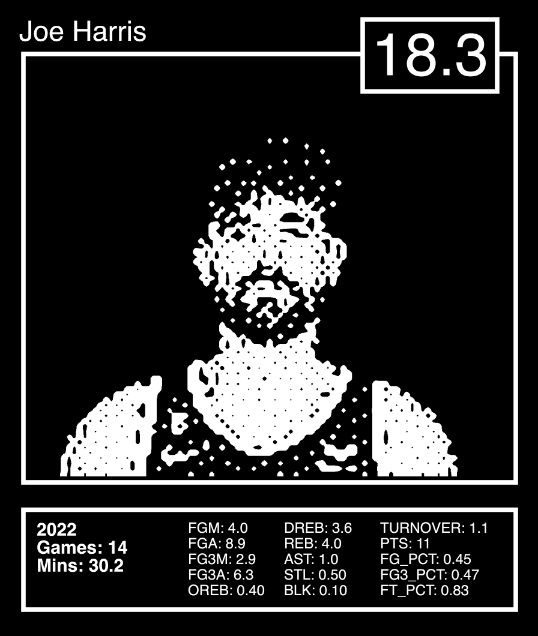 Joe Harris
18.3
2022
Games: 14
Mins: 30.2
FGM: 4.0
FGA: 8.9
FG3M: 2.9
FG3A: 6.3
OREB: 0.40
DREB: 3.6
REB: 4.0
AST: 1.0
STL: 0.50
BLK: 0.10
TURNOVER: 1.1
PTS: 11
FG_PCT: 0.45
FG3_PCT: 0.47
FT_PCT: 0.83